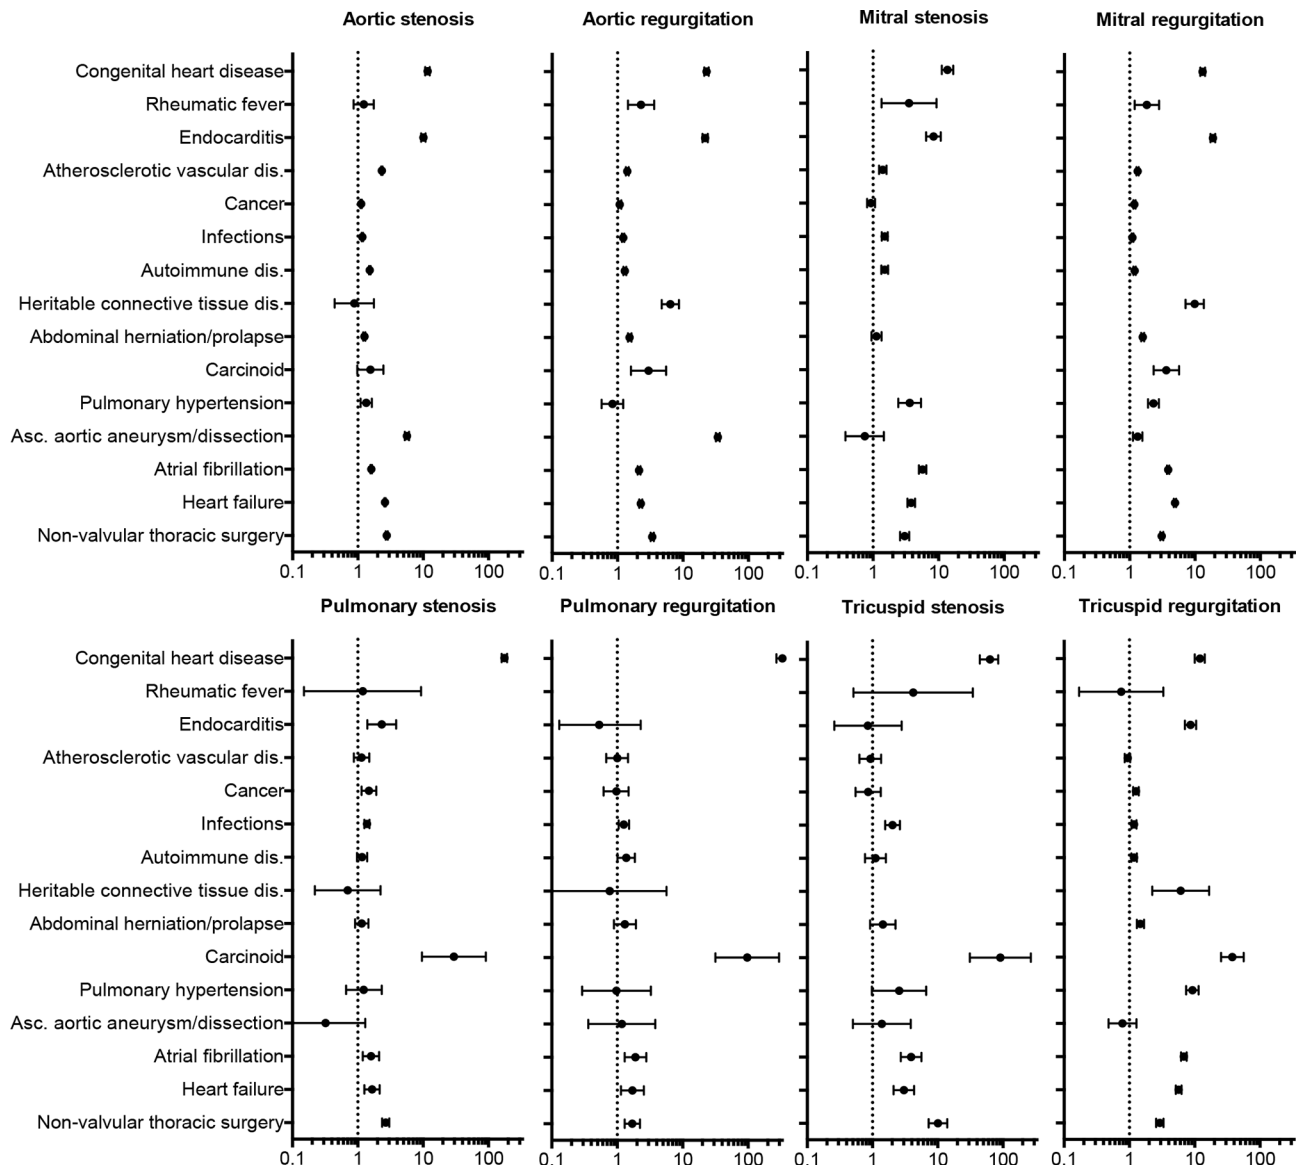 Aortic stenosis Aortic regurgitation Mitral stenosis Mitral regurgitation
Congenital heart disease
Rheumatic fever
Endocarditis
Atherosclerotic vascular dis.
Cancer
Infections
Autoimmune dis.
Heritable connective tissue dis.
Abdominal herniation/prolapse
Carcinoid
Pulmonary hypertension
Asc. aortic aneurysm/dissection
Atrial fibrillation
Heart failure
Non-valvular thoracic surgery
0.1 1 10 100 0.1 1 10 100 0.1 1 10 100 0.1 1 10 100
Pulmonary stenosis Pulmonary regurgitation Tricuspid stenosis Tricuspid regurgitation
Congenital heart disease
Rheumatic fever
Endocarditis
Atherosclerotic vascular dis.
Cancer
Infections
Autoimmune dis.
Heritable connective tissue dis.
Abdominal herniation/prolapse
Carcinoid
Pulmonary hypertension
Asc. aortic aneurysm/dissection
Atrial fibrillation
Heart failure
Non-valvular thoracic surgery
0.1 1 10 100 0.1 1 10 100 0.1 1 10 100 0.1 1 10 100